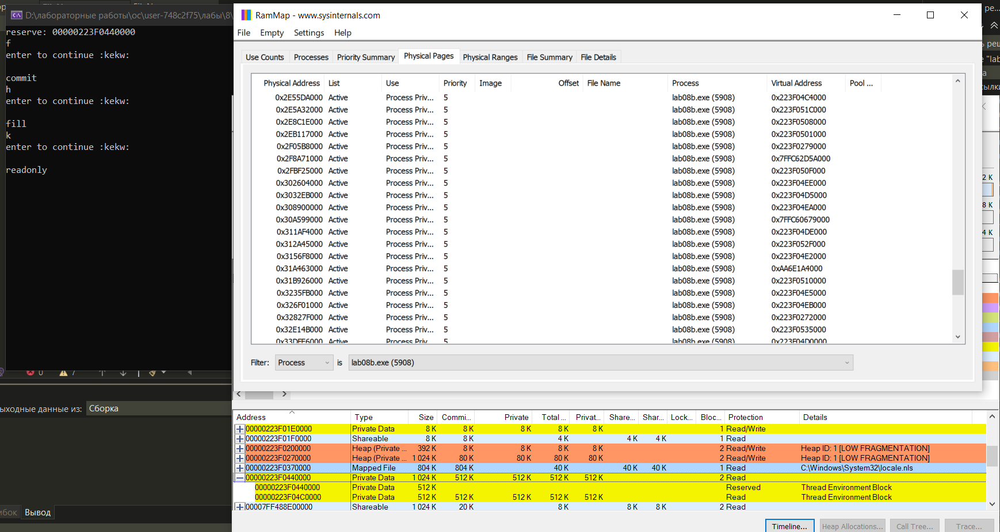 D:\лабораторные работы\ос\user-748c2f75\лабы\8\
reserve: 00000223F0440000
f
enter to continue :kekw:
commit
h
enter to continue :kekw:
fill
k
enter to continue :kekw:
readonly
0
7
ыходные данные из: Сборка
ибок Вывод
RamMap - www.sysinternals.com
File Empty Settings Help
Use Counts Processes Priority Summary Physical Pages Physical Ranges File Summary File Details
Physical Address List Use Priority Image Offset File Name Process Virtual Address Pool ...
0x2E55DA000 Active Process Priv... 5 lab08b.exe (5908) 0x223F04C4000
0x2E5A32000 Active Process Priv... 5 lab08b.exe (5908) 0x223F051C000
0x2E8C1E000 Active Process Priv... 5 lab08b.exe (5908) 0x223F0508000
0x2EB117000 Active Process Priv... 5 lab08b.exe (5908) 0x223F0501000
0x2F05B8000 Active Process Priv... 5 lab08b.exe (5908) 0x223F0279000
0x2F8A71000 Active Process Priv... 5 lab08b.exe (5908) 0x7FFC62D5A000
0x2FBF25000 Active Process Priv... 5 lab08b.exe (5908) 0x223F050F000
0x302604000 Active Process Priv... 5 lab08b.exe (5908) 0x223F04EE000
0x3032EB000 Active Process Priv... 5 lab08b.exe (5908) 0x223F04D5000
0x308900000 Active Process Priv... 5 lab08b.exe (5908) 0x223F04EA000
0x30A599000 Active Process Priv... 5 lab08b.exe (5908) 0x7FFC60679000
0x311AF4000 Active Process Priv... 5 lab08b.exe (5908) 0x223F04DE000
0x312A45000 Active Process Priv... 5 lab08b.exe (5908) 0x223F052F000
0x3156F8000 Active Process Priv... 5 lab08b.exe (5908) 0x223F04E2000
0x31A463000 Active Process Priv... 5 lab08b.exe (5908) 0xAA6E1A4000
0x31B926000 Active Process Priv... 5 lab08b.exe (5908) 0x223F0510000
0x3235FB000 Active Process Priv... 5 lab08b.exe (5908) 0x223F04E5000
0x326F01000 Active Process Priv... 5 lab08b.exe (5908) 0x223F04EB000
0x32827F000 Active Process Priv... 5 lab08b.exe (5908) 0x223F0272000
0x32E14B000 Active Process Priv... 5 lab08b.exe (5908) 0x223F0535000
0x33DFE6000 Active Process Priv... 5 lab08b.exe (5908) 0x223F04D0000
Filter: Process is lab08b.exe (5908)
2 K
8 K
4 K
Address Type Size Commi... Private Total ... Privat... Share... Shar... Lock... Bloc... Protection Details
00000223F01E0000 Private Data 8 K 8 K 8 K 8 K 8 K 1 Read/Write
00000223F01F0000 Shareable 8 K 8 K 4 K 4 K 4 K 1 Read
00000223F0200000 Heap (Private ... 392 K 8 K 8 K 8 K 8 K 2 Read/Write Heap ID: 1 [LOW FRAGMENTATION]
00000223F0270000 Heap (Private ... 1 024 K 80 K 80 K 80 K 80 K 2 Read/Write Heap ID: 1 [LOW FRAGMENTATION]
00000223F0370000 Mapped File 804 K 804 K 40 K 40 K 40 K 1 Read C:\Windows\System32\locale.nls
00000223F0440000 Private Data 1 024 K 512 K 512 K 512 K 512 K 2 Read
00000223F0440000 Private Data 512 K Reserved Thread Environment Block
00000223F04C0000 Private Data 512 K 512 K 512 K 512 K 512 K Read Thread Environment Block
00007FF488E00000 Shareable 1 024 K 20 K 8 K 8 K 8 K 2 Read
Timeline... Heap Allocations... Call Tree... Trace...